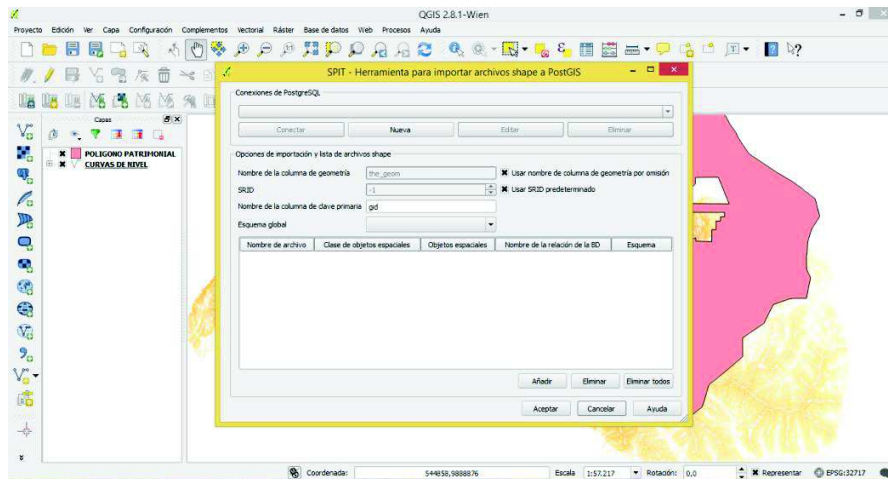 QGIS 2.8.1-Wien
Proyecto Edición Ver Capa Configuración Complementos Vectorial Ráster Base de datos Web Procesos Ayuda
SPIT - Herramienta para importar archivos shape a PostGIS
Conexiones de PostgreSQL
Conectar Nueva Editar Eliminar
Capas
POLIGONO PATRIMONIAL
CURVAS DE NIVEL
Opciones de importación y lista de archivos shape
Nombre de la columna de geometría the_geom Usar nombre de columna de geometría por omisión
SRID -1 Usar SRID predeterminado
Nombre de la columna de clave primaria gid
Esquema global
Nombre de archivo Clase de objetos espaciales Objetos espaciales Nombre de la relación de la BD Esquema
Añadir Eliminar Eliminar todos
Aceptar Cancelar Ayuda
Coordenada: 544858,9888876 Escala 1:57.217 Rotación: 0,0 Representar EPSG:32717